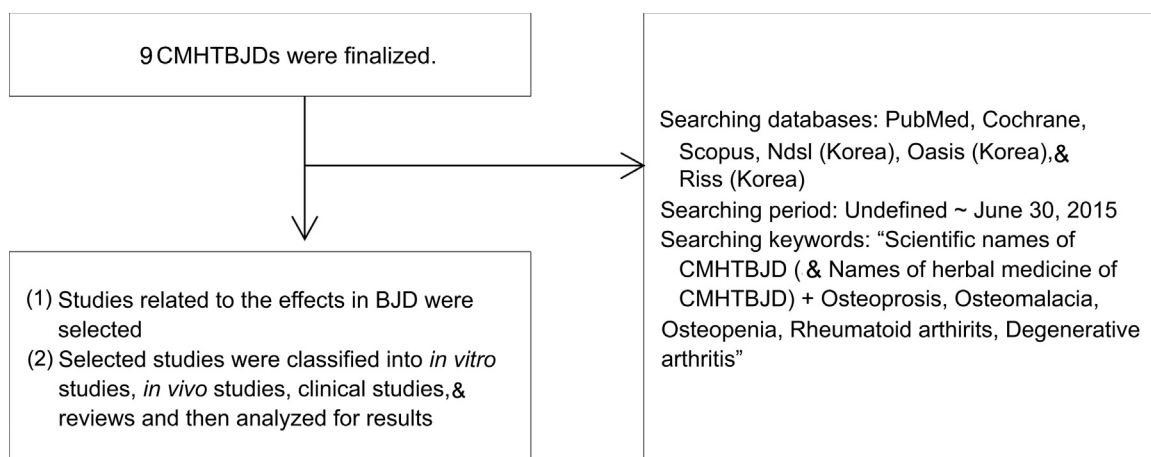 9 CMHTBJDs were finalized.
Searching databases: PubMed, Cochrane,
Scopus, Ndsl (Korea), Oasis (Korea),&
Riss (Korea)
Searching period: Undefined ~ June 30, 2015
Searching keywords: “Scientific names of
CMHTBJD ( & Names of herbal medicine of
CMHTBJD) + Osteoprosis, Osteomalacia,
Osteopenia, Rheumatoid arthirits, Degenerative
arthritis”
(1) Studies related to the effects in BJD were
selected
(2) Selected studies were classified into in vitro
studies, in vivo studies, clinical studies,&
reviews and then analyzed for results